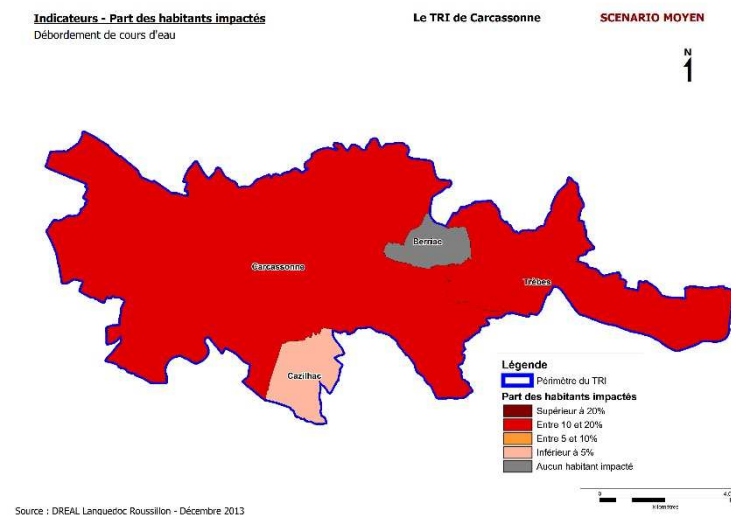 Indicateurs - Part des habitants impactés
Le TRI de Carcassonne
SCENARIO MOYEN
Débordement de cours d'eau
N
Berriac
Carcassonne
Trèbes
Cazilhac
Légende
Périmètre du TRI
Part des habitants impactés
Supérieur à 20%
Entre 10 et 20%
Entre 5 et 10%
Inférieur à 5%
Aucun habitant impacté
Kilomètres
Source : DREAL Languedoc Roussillon - Décembre 2013